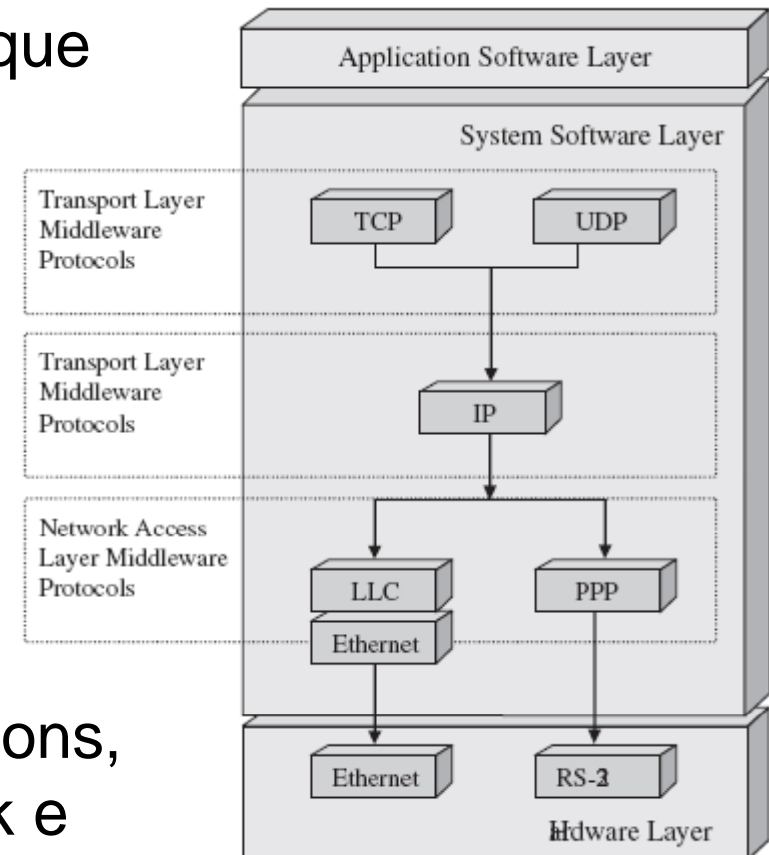 que
Application Software Layer
System Software Layer
Transport Layer
Middleware
Protocols
TCP
UDP
Transport Layer
Middleware
Protocols
IP
Network Access
Layer Middleware
Protocols
LLC
PPP
Ethernet
ons,
k e
Ethernet
Layer